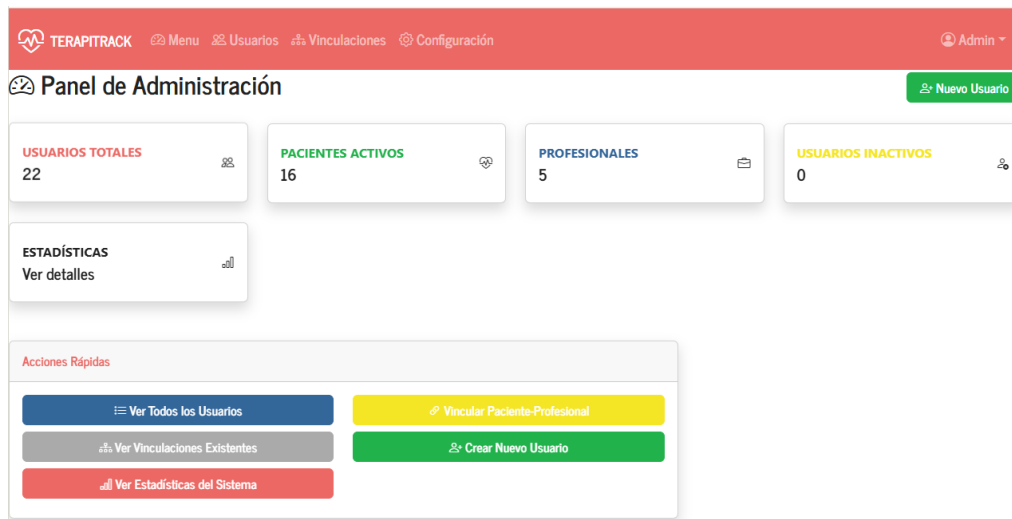 TERAPITRACK Menu Usuarios Vinculaciones Configuración Admin
Panel de Administración Nuevo Usuario
USUARIOS TOTALES
22
PACIENTES ACTIVOS
16
PROFESIONALES
5
USUARIOS INACTIVOS
0
ESTADÍSTICAS
Ver detalles
Acciones Rápidas
Ver Todos los Usuarios
Vincular Paciente-Profesional
Ver Vinculaciones Existentes
Crear Nuevo Usuario
Ver Estadísticas del Sistema